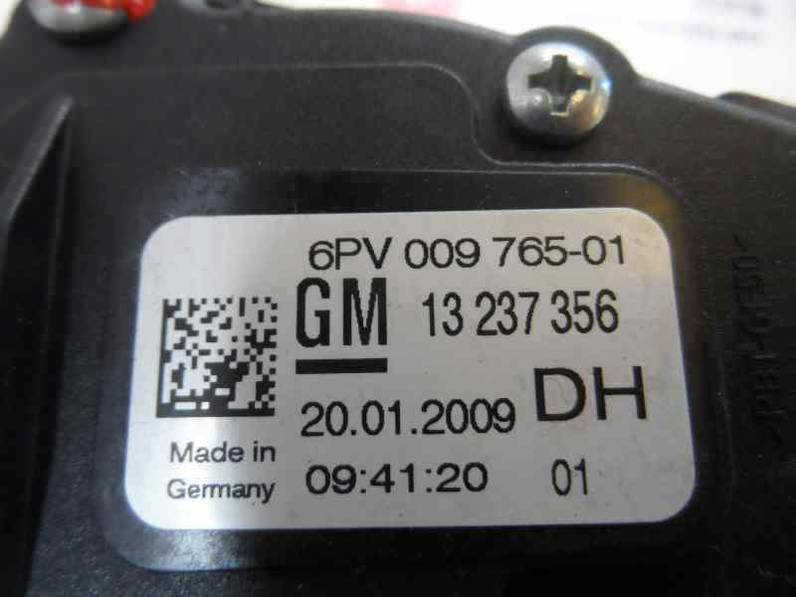 6PV 009 765-01
GM 13 237 356
20.01.2009 DH
Made in
Germany
09:41:20 01